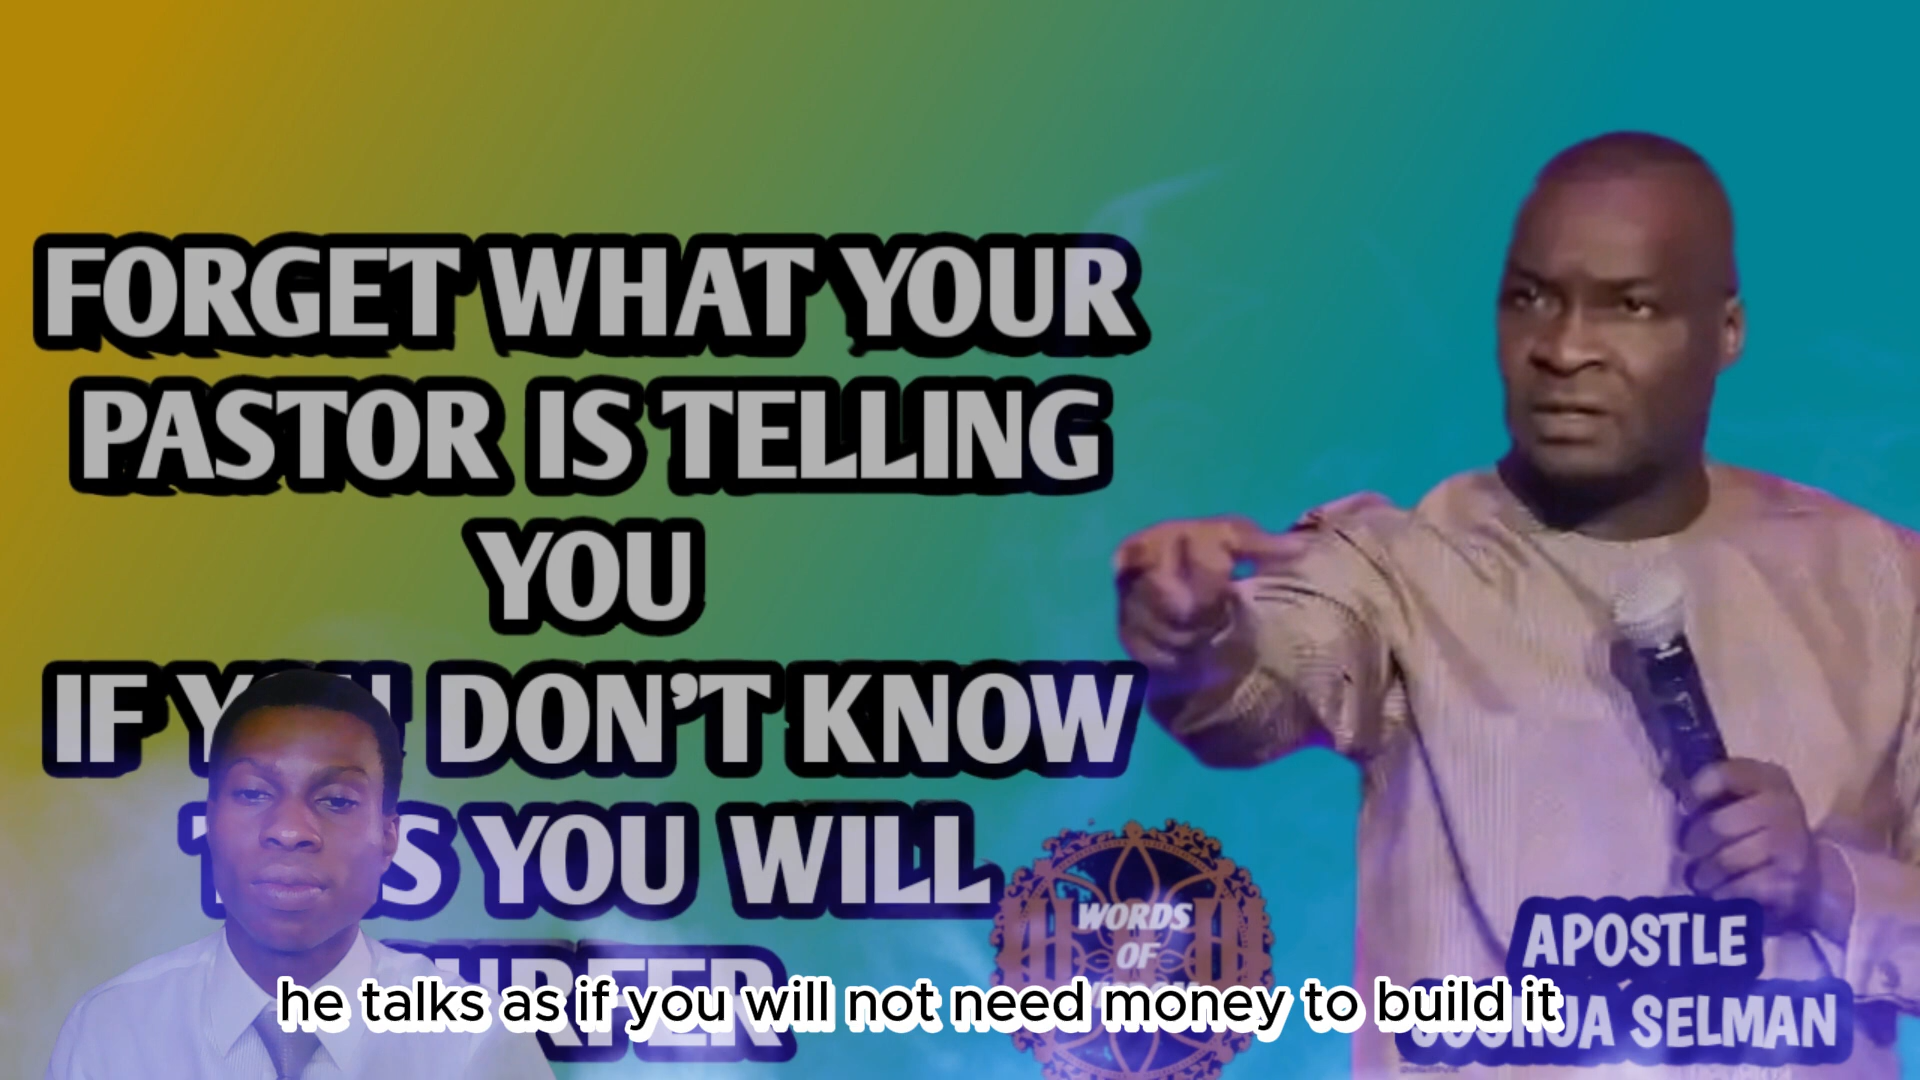 FORGET WHAT YOUR
PASTOR IS TELLING
YOU
IF YOU DON'T KNOW
YOU WILL
WORDS
OF
APOSTLE
SELMAN
he talks as if you will not need money to build it